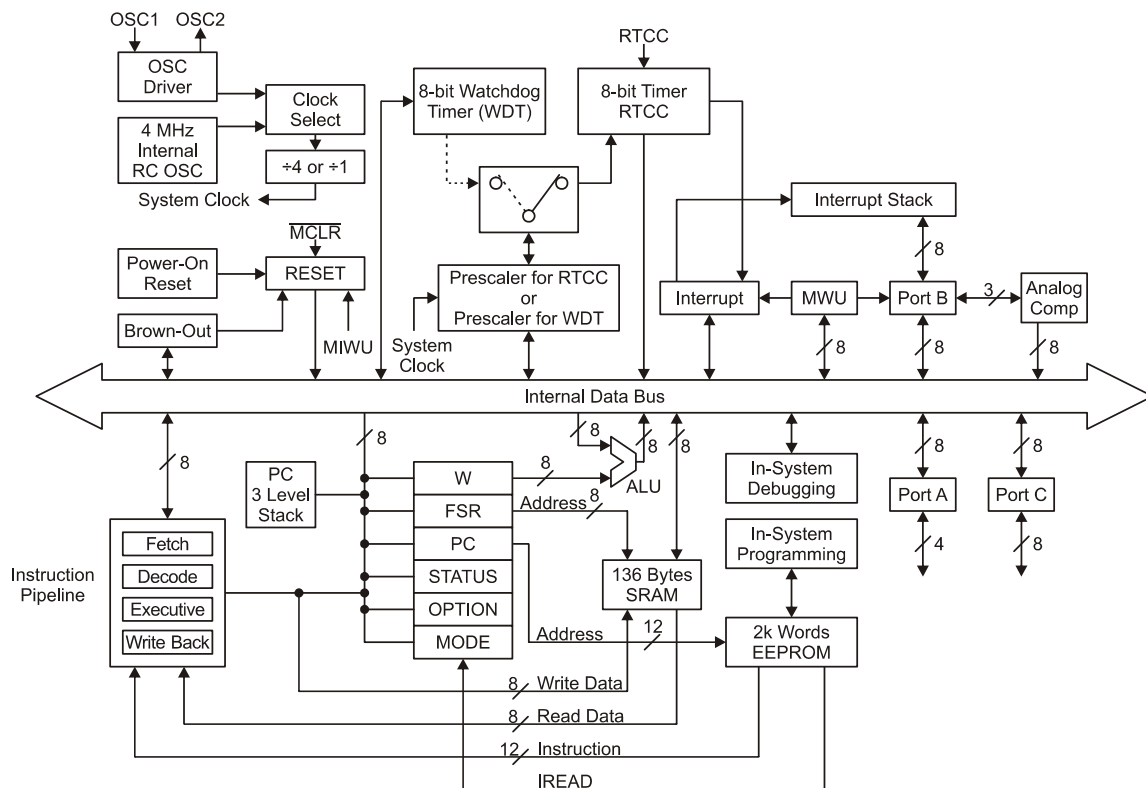 OSC1
OSC2
OSC
Driver
4 MHz
Internal
RC OSC
Clock
Select
÷4 or ÷1
System Clock
8-bit Watchdog
Timer (WDT)
RTCC
8-bit Timer
RTCC
MCLR
Power-On
Reset
RESET
Brown-Out
MIWU
Prescaler for RTCC
or
Prescaler for WDT
System
Clock
Interrupt Stack
8
Interrupt
MWU
Port B
3
Analog
Comp
8
8
8
Internal Data Bus
8
8
8
8
8
PC
3 Level
Stack
W
8
ALU
FSR
Address
8
PC
STATUS
OPTION
MODE
Instruction
Pipeline
Fetch
Decode
Executive
Write Back
136 Bytes
SRAM
In-System
Debugging
In-System
Programming
8
8
Port A
Port C
4
8
Address
12
2k Words
EEPROM
8
Write Data
8
Read Data
12
Instruction
IREAD